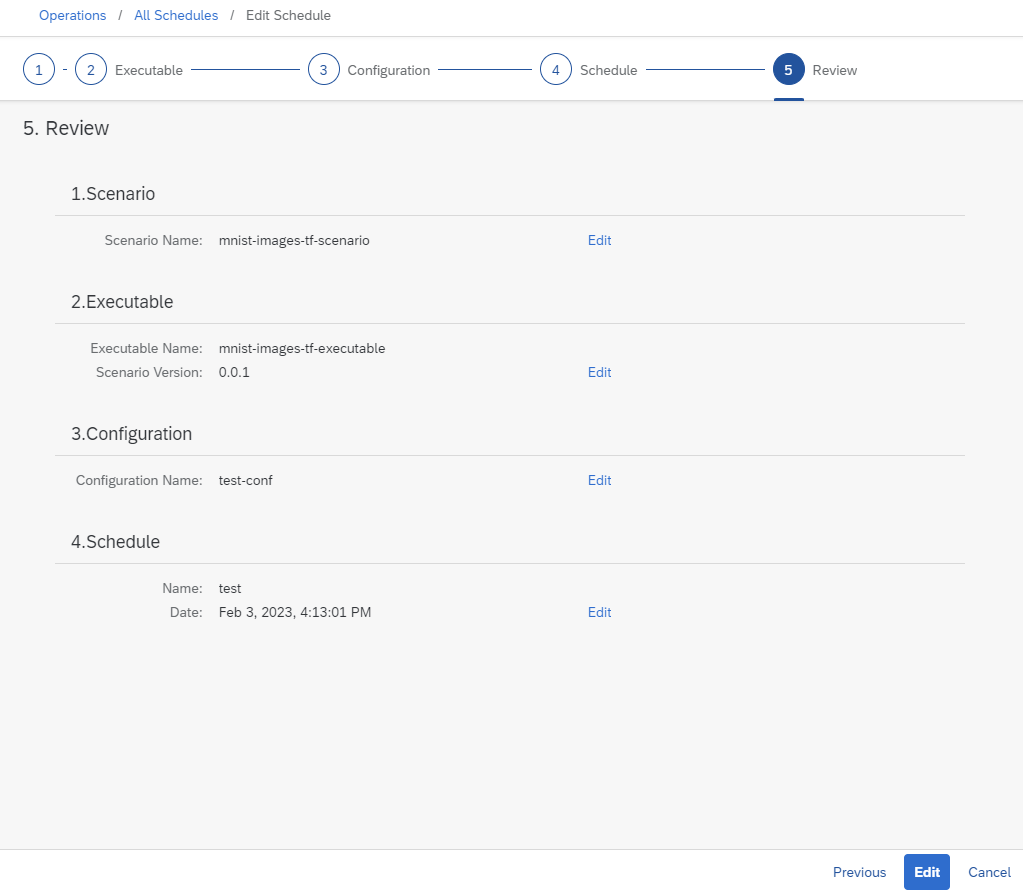 Operations / All Schedules / Edit Schedule
1 - 2 Executable 3 Configuration 4 Schedule 5 Review
5. Review
1.Scenario
Scenario Name: mnist-images-tf-scenario Edit
2.Executable
Executable Name: mnist-images-tf-executable
Scenario Version: 0.0.1 Edit
3.Configuration
Configuration Name: test-conf Edit
4.Schedule
Name: test
Date: Feb 3, 2023, 4:13:01 PM Edit
Previous Edit Cancel